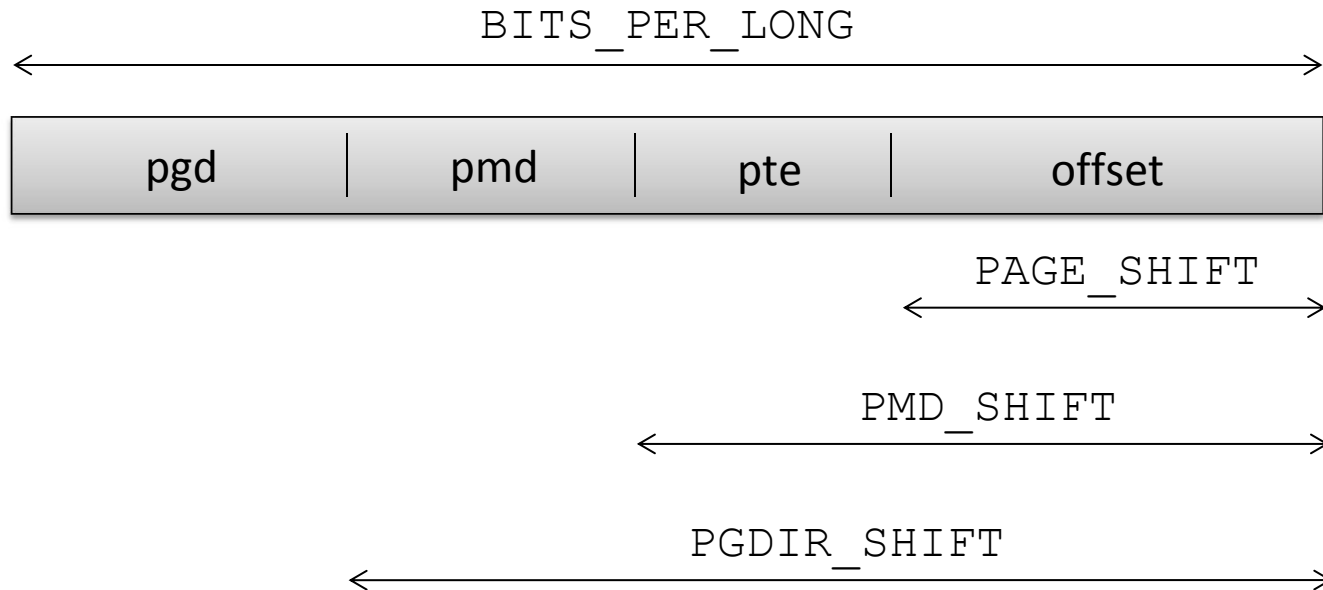 BITS_PER_LONG
pgd pmd pte offset
PAGE_SHIFT
PMD_SHIFT
PGDIR_SHIFT